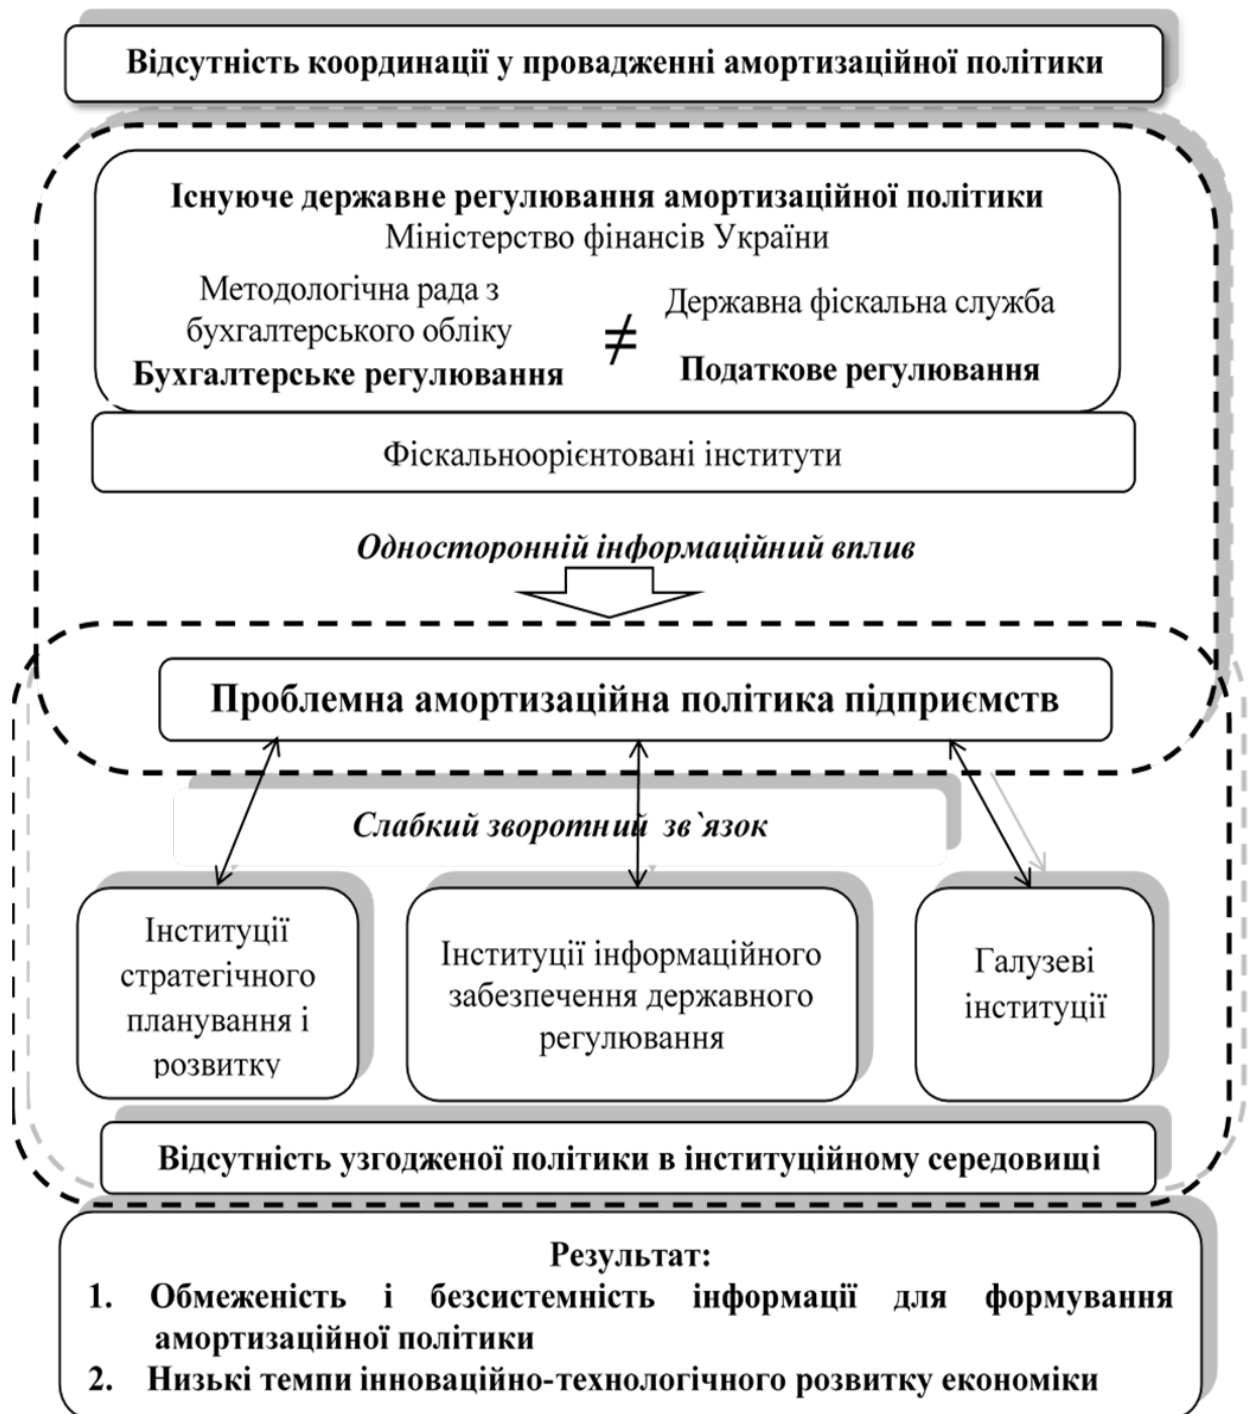 Відсутність координації у провадженні амортизаційної політики
Існуюче державне регулювання амортизаційної політики
Міністерство фінансів України
Методологічна рада з
бухгалтерського обліку
Бухгалтерське регулювання
≠
Державна фіскальна служба
Податкове регулювання
Фіскальноорієнтовані інститути
Односторонній інформаційний вплив
Проблемна амортизаційна політика підприємств
Слабкий зворотний зв`язок
Інституції
стратегічного
планування і
розвитку
Інституції інформаційного
забезпечення державного
регулювання
Галузеві
інституції
Відсутність узгодженої політики в інституційному середовищі
Результат:
1. Обмеженість і безсистемність інформації для формування
амортизаційної політики
2. Низькі темпи інноваційно-технологічного розвитку економіки